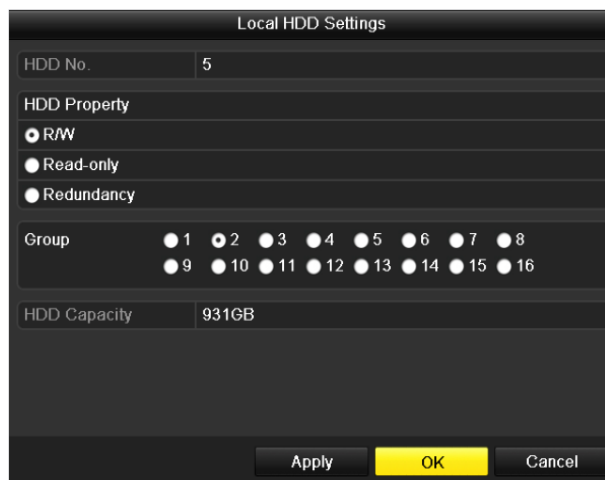 Local HDD Settings
HDD No. 5
HDD Property
R/W
Read-only
Redundancy
Group 1 2 3 4 5 6 7 8
9 10 11 12 13 14 15 16
HDD Capacity 931GB
Apply OK Cancel